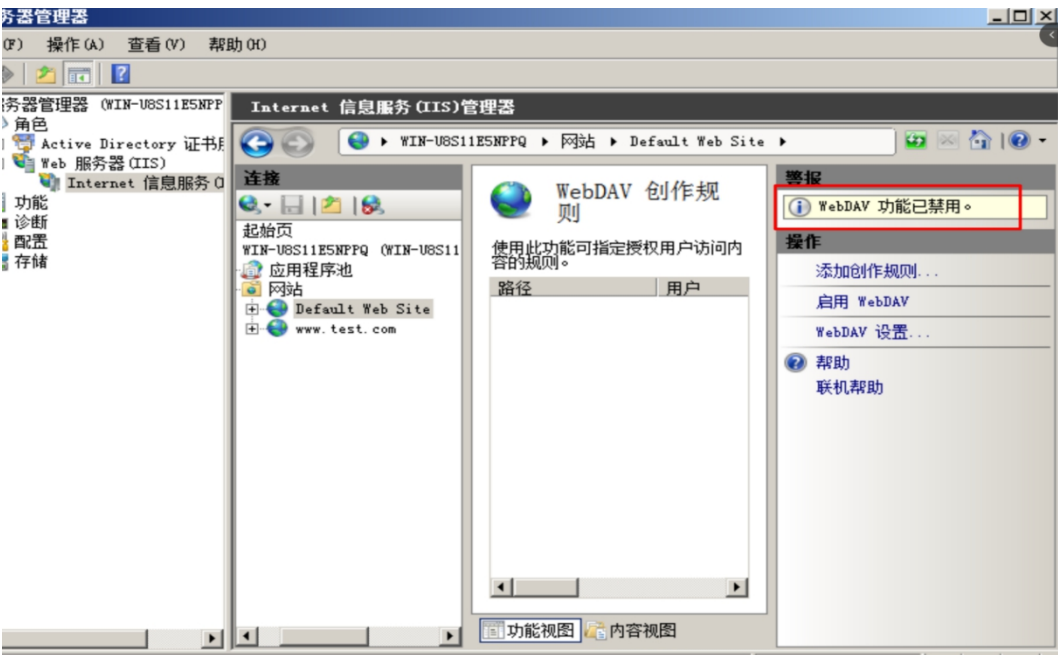 务器管理器
(F) 操作(A) 查看(V) 帮助(H)
务器管理器 (WIN-U8S11E5NPP
角色
Active Directory 证书
Web 服务器(IIS)
Internet 信息服务(I
功能
诊断
配置
存储
Internet 信息服务(IIS)管理器
WIN-U8S11E5NPPQ 网站 Default Web Site
连接
起始页
WIN-U8S11E5NPPQ (WIN-U8S11
应用程序池
网站
Default Web Site
www.test.com
WebDAV 创作规则
使用此功能可指定授权用户访问内
容的规则。
路径 用户
功能视图 内容视图
警报
WebDAV 功能已禁用。
操作
添加创作规则...
启用 WebDAV
WebDAV 设置...
帮助
联机帮助